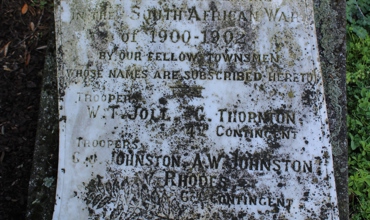 IN THE SOUTH AFRICAN WAR
OF 1900-1902
BY OUR FELLOW TOWNSMEN
WHOSE NAMES ARE SUBSCRIBED HERETO
TROOPERS
W.T. JOLL G. THORNTON
4TH CONTINGENT
TROOPERS
JOHNSTON, A.W. JOHNSTON
RHODES
CONTINGENT